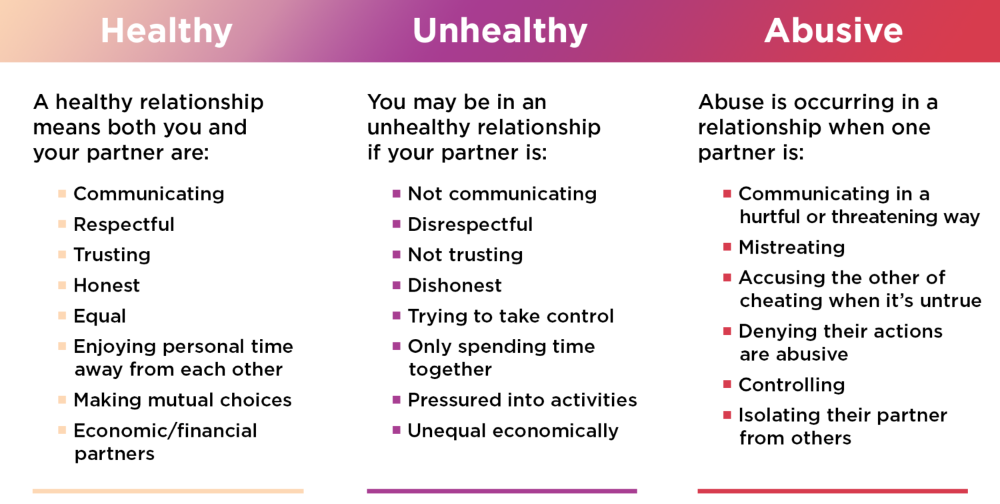 Healthy
Unhealthy
Abusive
A healthy relationship
means both you and
your partner are:
Communicating
Respectful
Trusting
Honest
Equal
Enjoying personal time
away from each other
Making mutual choices
Economic/financial
partners
You may be in an
unhealthy relationship
if your partner is:
Not communicating
Disrespectful
Not trusting
Dishonest
Trying to take control
Only spending time
together
Pressured into activities
Unequal economically
Abuse is occurring in a
relationship when one
partner is:
Communicating in a
hurtful or threatening way
Mistreating
Accusing the other of
cheating when it’s untrue
Denying their actions
are abusive
Controlling
Isolating their partner
from others